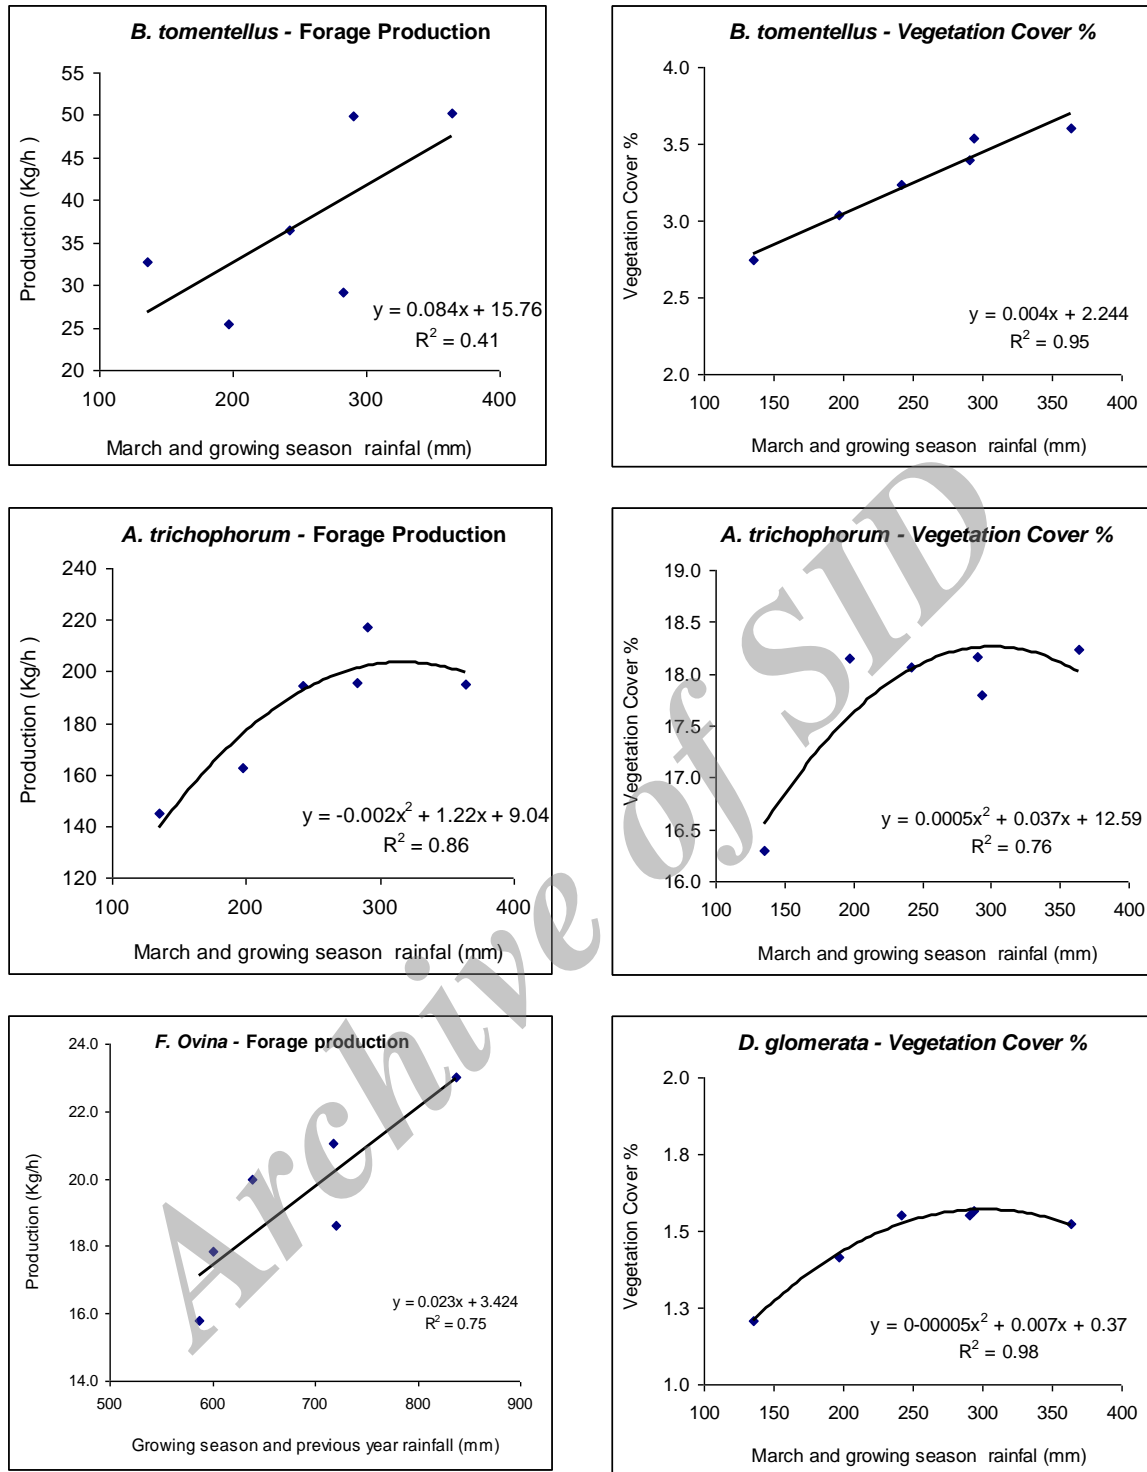 B. tomentellus - Forage Production
55
50
45
40
35
30
25
20
Production (Kg/h )
y = 0.084x + 15.76
R² = 0.41
100 200 300 400
March and growing season rainfal (mm)
B. tomentellus - Vegetation Cover %
4.0
3.5
3.0
2.5
2.0
Vegetation Cover %
y = 0.004x + 2.244
R² = 0.95
100 150 200 250 300 350 400
March and growing season rainfal (mm)
A. trichophorum - Forage Production
240
220
200
180
160
140
120
Production (Kg/h )
y = -0.002x² + 1.22x + 9.04
R² = 0.86
100 200 300 400
March and growing season rainfal (mm)
A. trichophorum - Vegetation Cover %
19.0
18.5
18.0
17.5
17.0
16.5
16.0
Vegetation Cover %
y = 0.0005x² + 0.037x + 12.59
R² = 0.76
100 150 200 250 300 350 400
March and growing season rainfal (mm)
F. Ovina - Forage production
24.0
22.0
20.0
18.0
16.0
14.0
Production (Kg/h)
y = 0.023x + 3.424
R² = 0.75
500 600 700 800 900
Growing season and previous year rainfall (mm)
D. glomerata - Vegetation Cover %
2.0
1.8
1.5
1.3
1.0
Vegetation Cover %
y = 0-00005x² + 0.007x + 0.37
R² = 0.98
100 150 200 250 300 350 400
March and growing season rainfal (mm)
Archive of SID